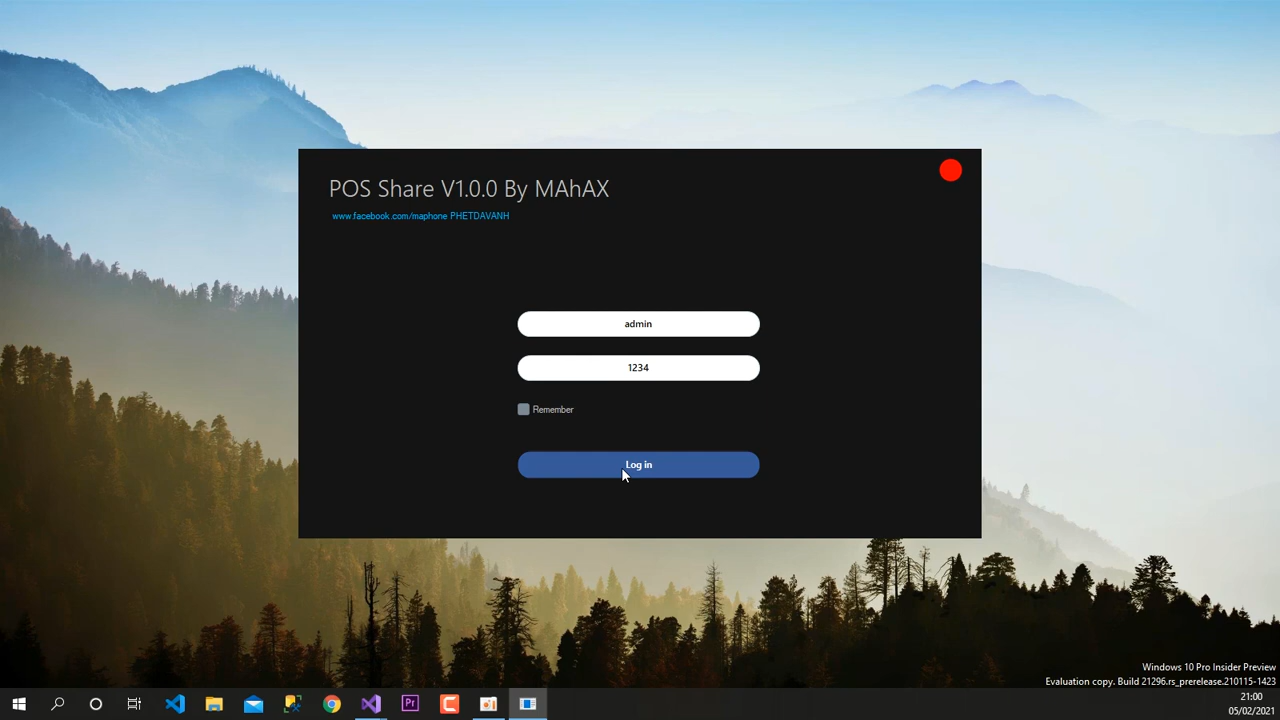 POS Share V1.0.0 By MAhAX
www.facebook.com/maphone PHETDAVANH
admin
1234
Remember
Log in
Windows 10 Pro Insider Preview
Evaluation copy. Build 21296.rs_prerelease.210115-1423
Pr
21:00
05/02/2021